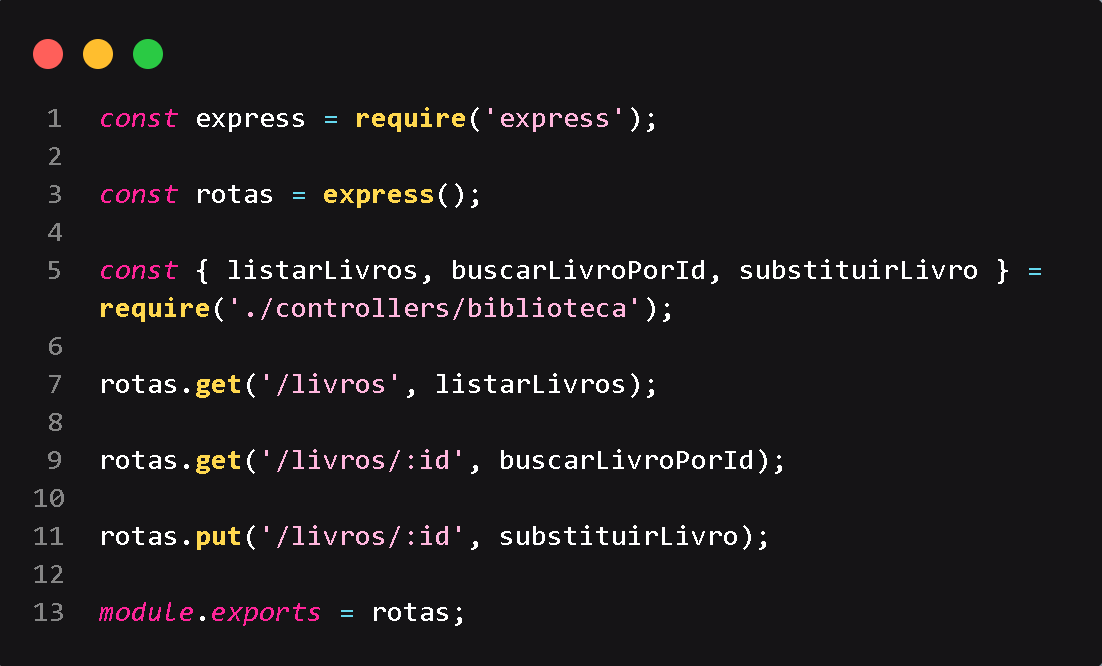 1 const express = require('express');
2
3 const rotas = express();
4
5 const { listarLivros, buscarLivroPorId, substituirLivro } =
require('./controllers/biblioteca');
6
7 rotas.get('/livros', listarLivros);
8
9 rotas.get('/livros/:id', buscarLivroPorId);
10
11 rotas.put('/livros/:id', substituirLivro);
12
13 module.exports = rotas;